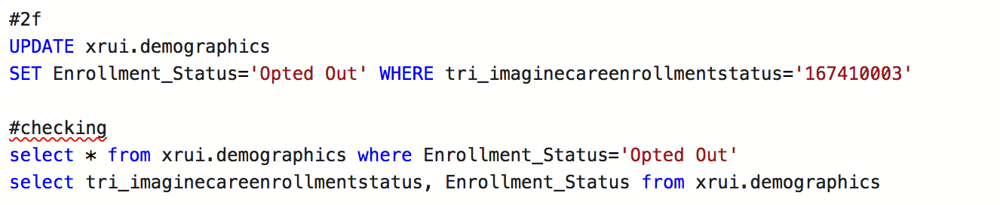 #2f
UPDATE xrui.demographics
SET Enrollment_Status='Opted Out' WHERE tri_imaginecareenrollmentstatus='167410003'
#checking
select * from xrui.demographics where Enrollment_Status='Opted Out'
select tri_imaginecareenrollmentstatus, Enrollment_Status from xrui.demographics